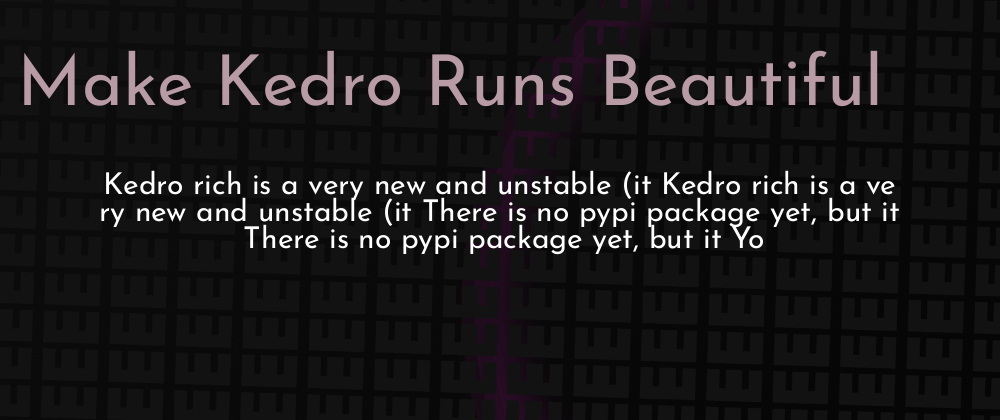 Make Kedro Runs Beautiful
Kedro rich is a very new and unstable (it Kedro rich is a ve
ry new and unstable (it There is no pypi package yet, but it
There is no pypi package yet, but it Yo